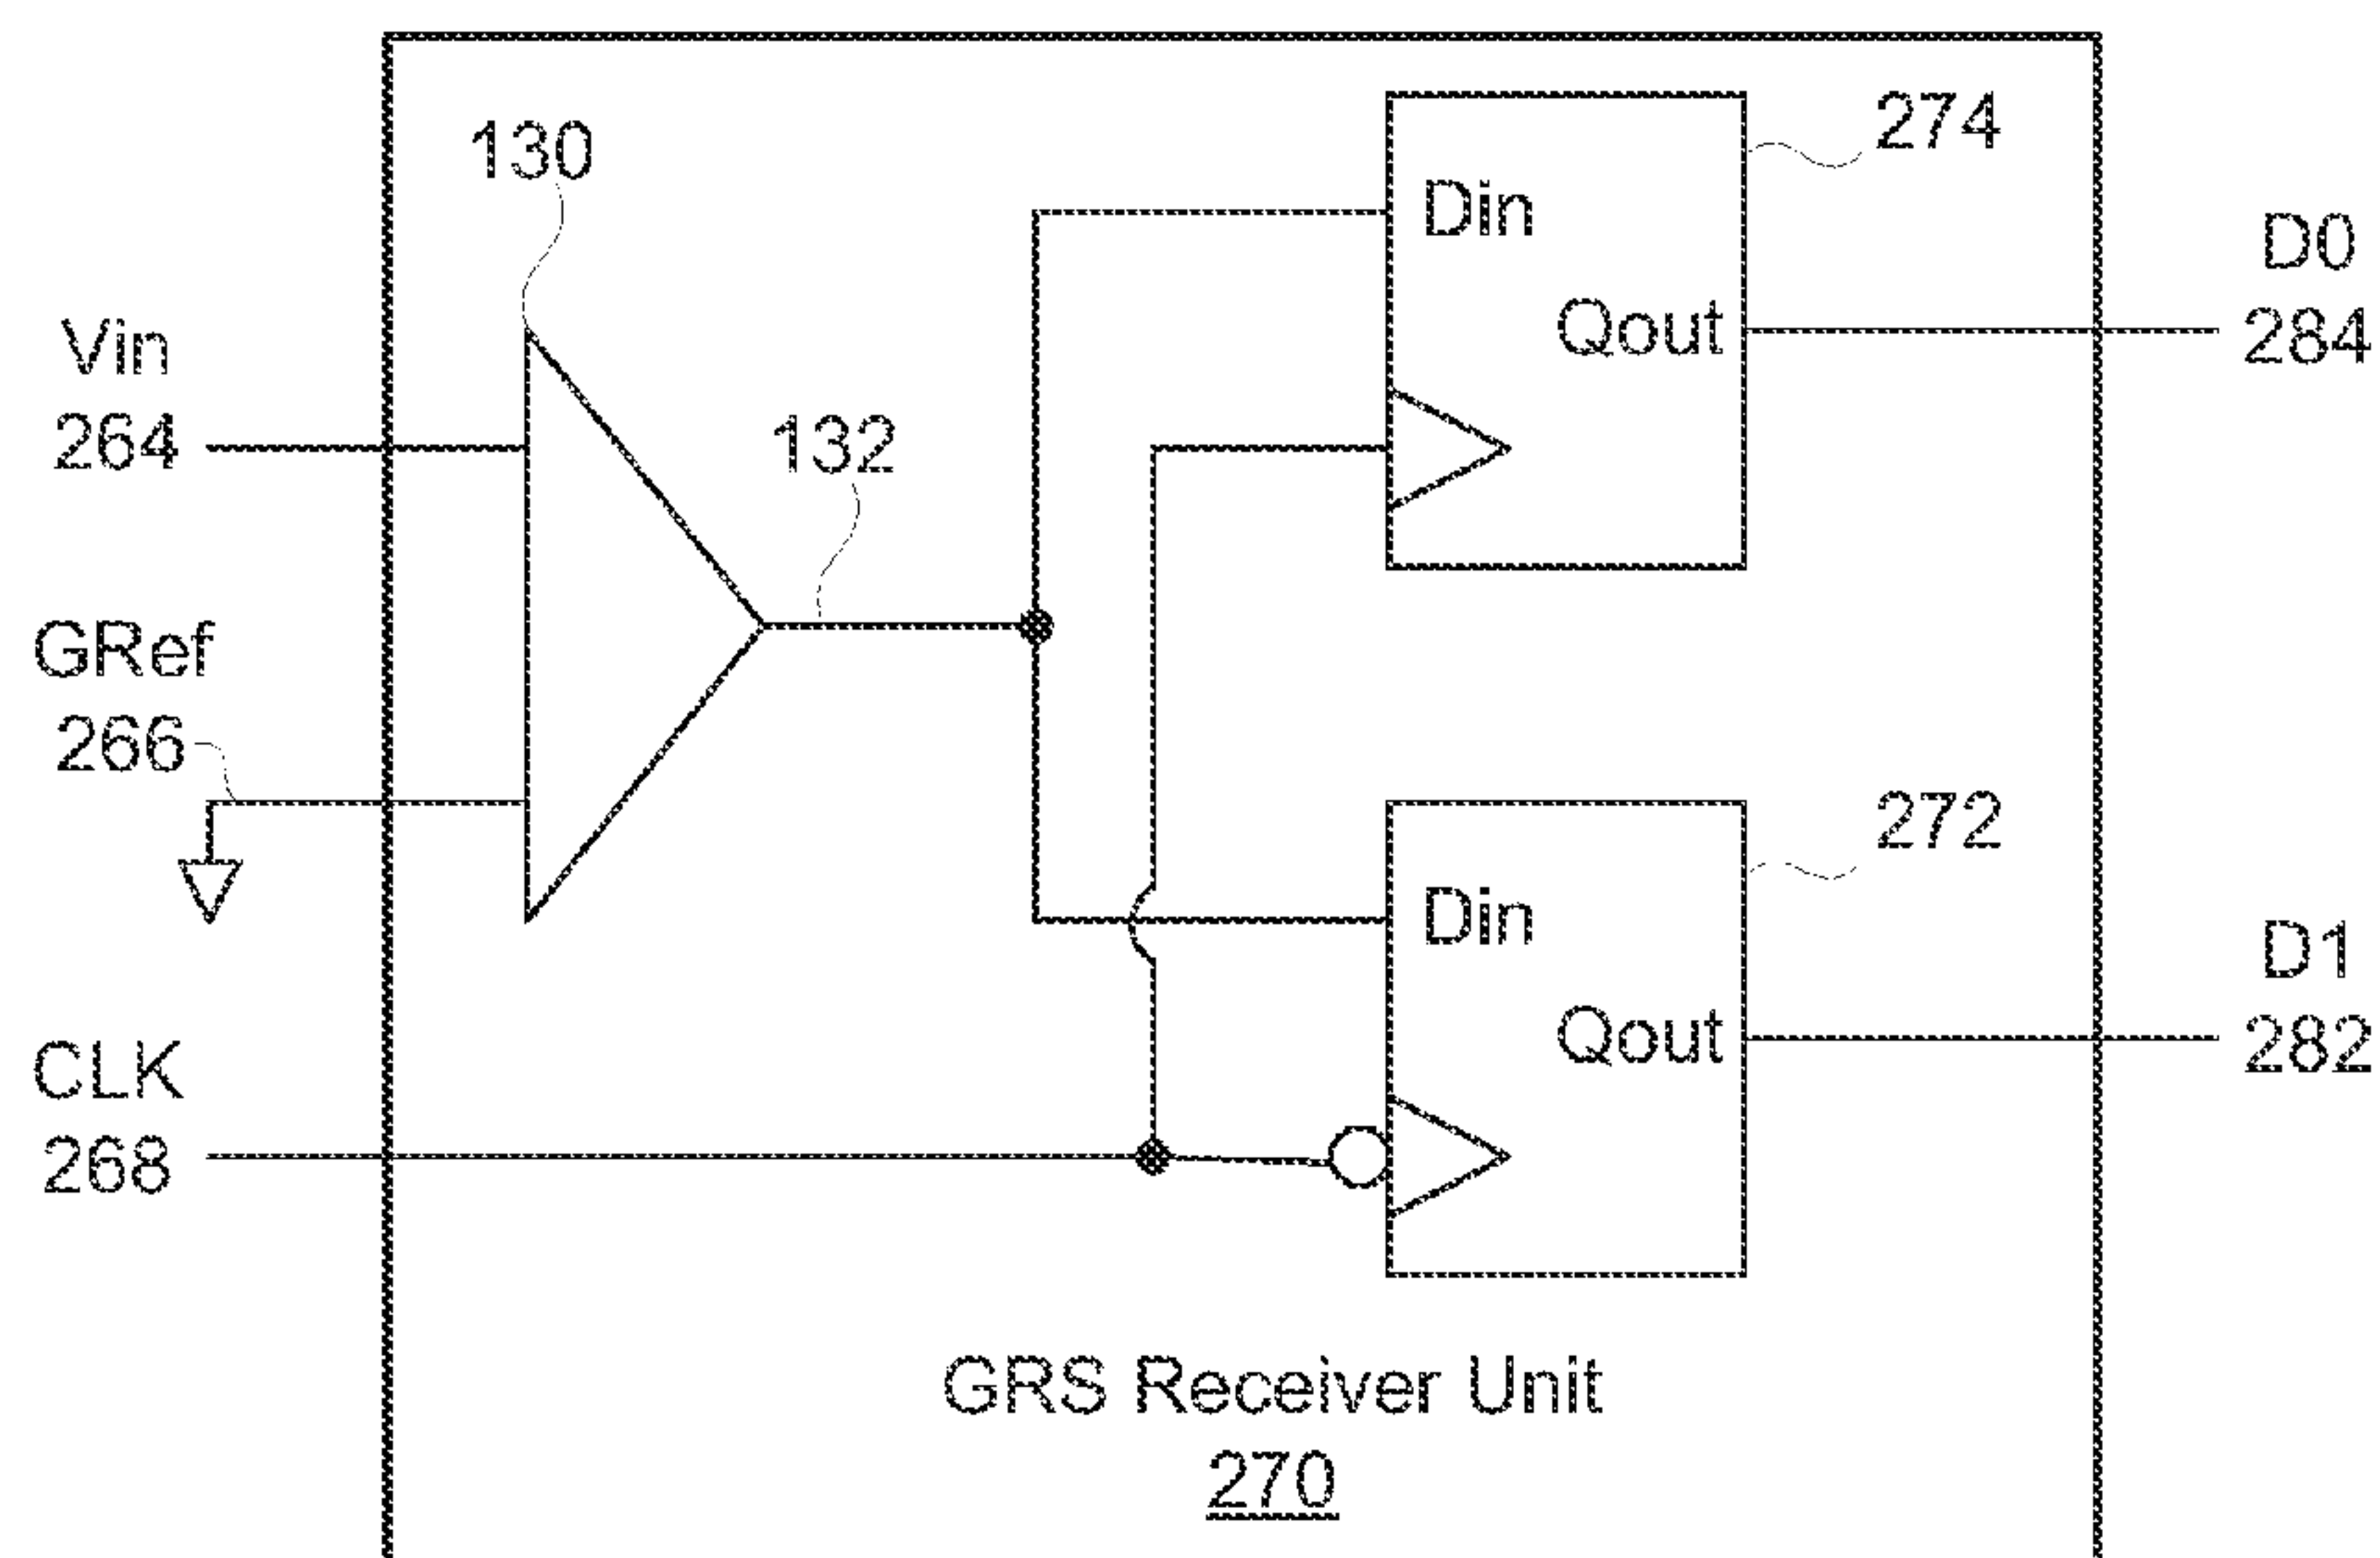 130
274
Din
D0
Qout
284
Vin
264
132
GRef
266
272
Din
D1
Qout
282
CLK
268
GRS Receiver Unit
270